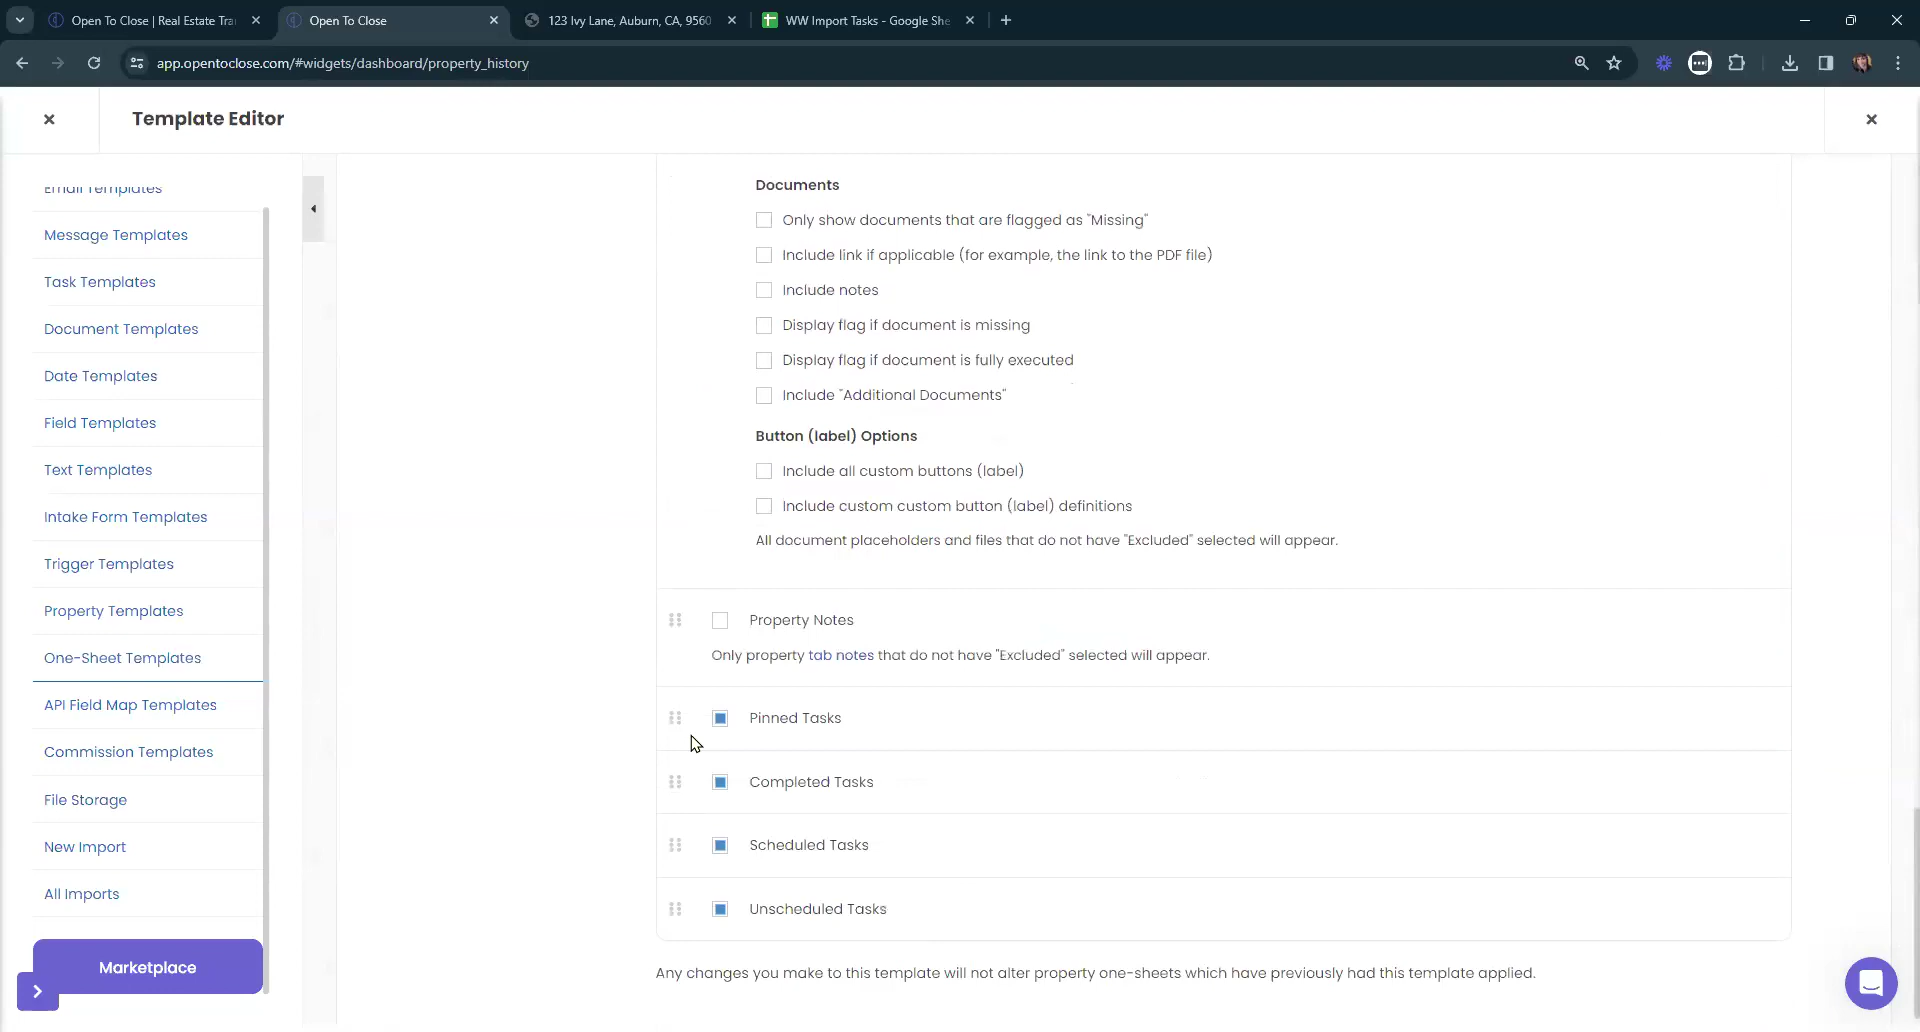 Open To Close | Real Estate Tra
Open To Close
123 Ivy Lane, Auburn, CA, 9560
WW Import Tasks - Google She
app.opentoclose.com/#widgets/dashboard/property_history
Template Editor
Email Templates
Message Templates
Task Templates
Document Templates
Date Templates
Field Templates
Text Templates
Intake Form Templates
Trigger Templates
Property Templates
One-Sheet Templates
API Field Map Templates
Commission Templates
File Storage
New Import
All Imports
Marketplace
Documents
Only show documents that are flagged as "Missing"
Include link if applicable (for example, the link to the PDF file)
Include notes
Display flag if document is missing
Display flag if document is fully executed
Include "Additional Documents"
Button (label) Options
Include all custom buttons (label)
Include custom custom button (label) definitions
All document placeholders and files that do not have "Excluded" selected will appear.
Property Notes
Only property tab notes that do not have "Excluded" selected will appear.
Pinned Tasks
Completed Tasks
Scheduled Tasks
Unscheduled Tasks
Any changes you make to this template will not alter property one-sheets which have previously had this template applied.